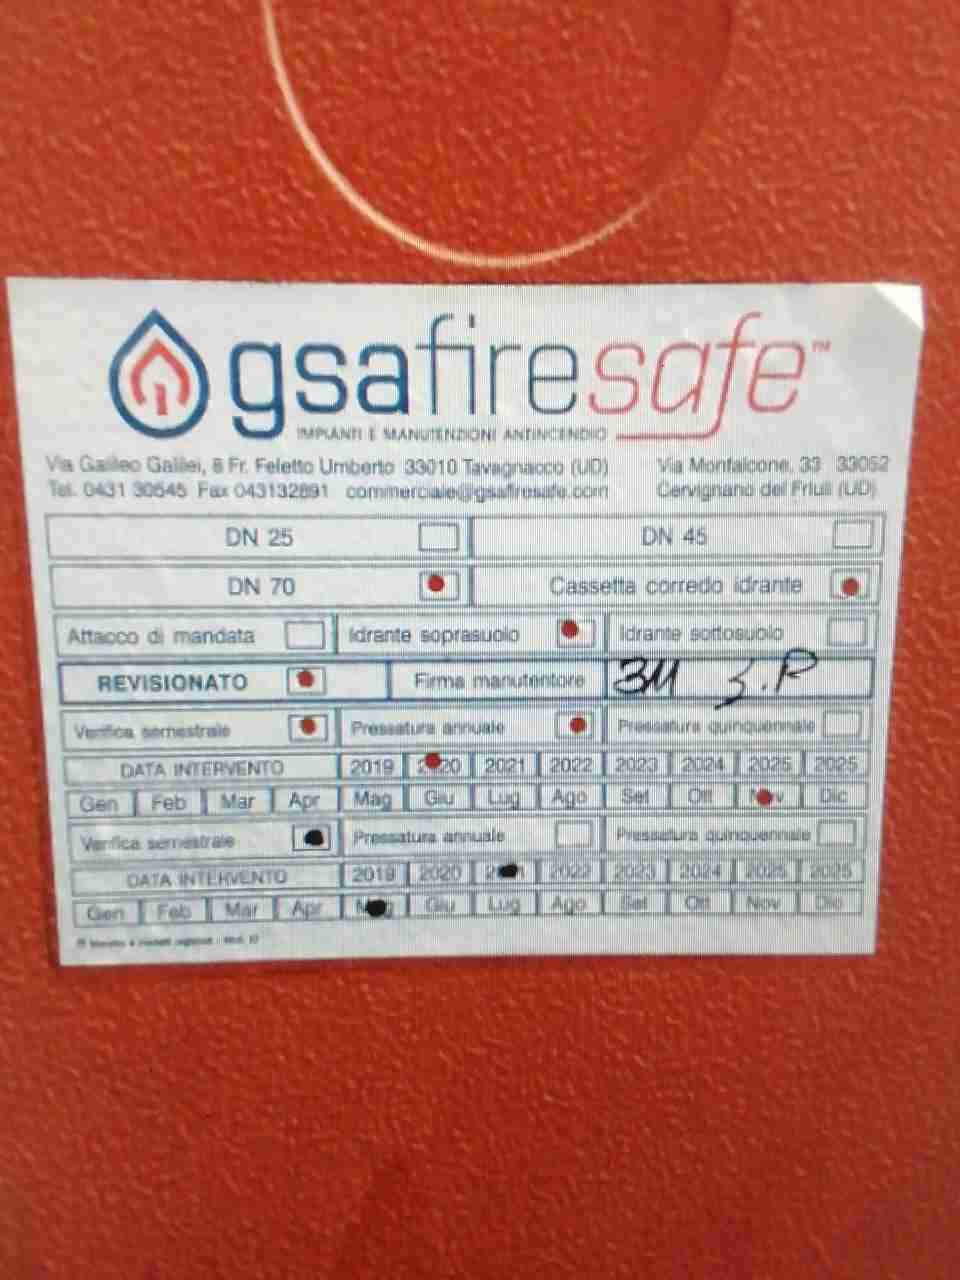 gsafiresafe™
IMPIANTI E MANUTENZIONI ANTINCENDIO
Via Galileo Galilei, 8 Fr. Feletto Umberto 33010 Tavagnacco (UD) Via Monfalcone, 33 33052
Tel. 0431 30545 Fax 043132891 commerciale@gsafiresafe.com Cervignano del Friuli (UD)
DN 25 DN 45
DN 70 Cassetta corredo idrante
Attacco di mandata Idrante soprasuolo Idrante sottosuolo
REVISIONATO Firma manutentore
Verifica semestrale Pressatura annuale Pressatura quinquennale
DATA INTERVENTO 2019 2020 2021 2022 2023 2024 2025 2025
Gen Feb Mar Apr Mag Giu Lug Ago Set Ott Nov Dic
Verifica semestrale Pressatura annuale Pressatura quinquennale
DATA INTERVENTO 2019 2020 2022 2023 2024 2025 2025
Gen Feb Mar Apr Giu Lug Ago Set Ott Nov Dic